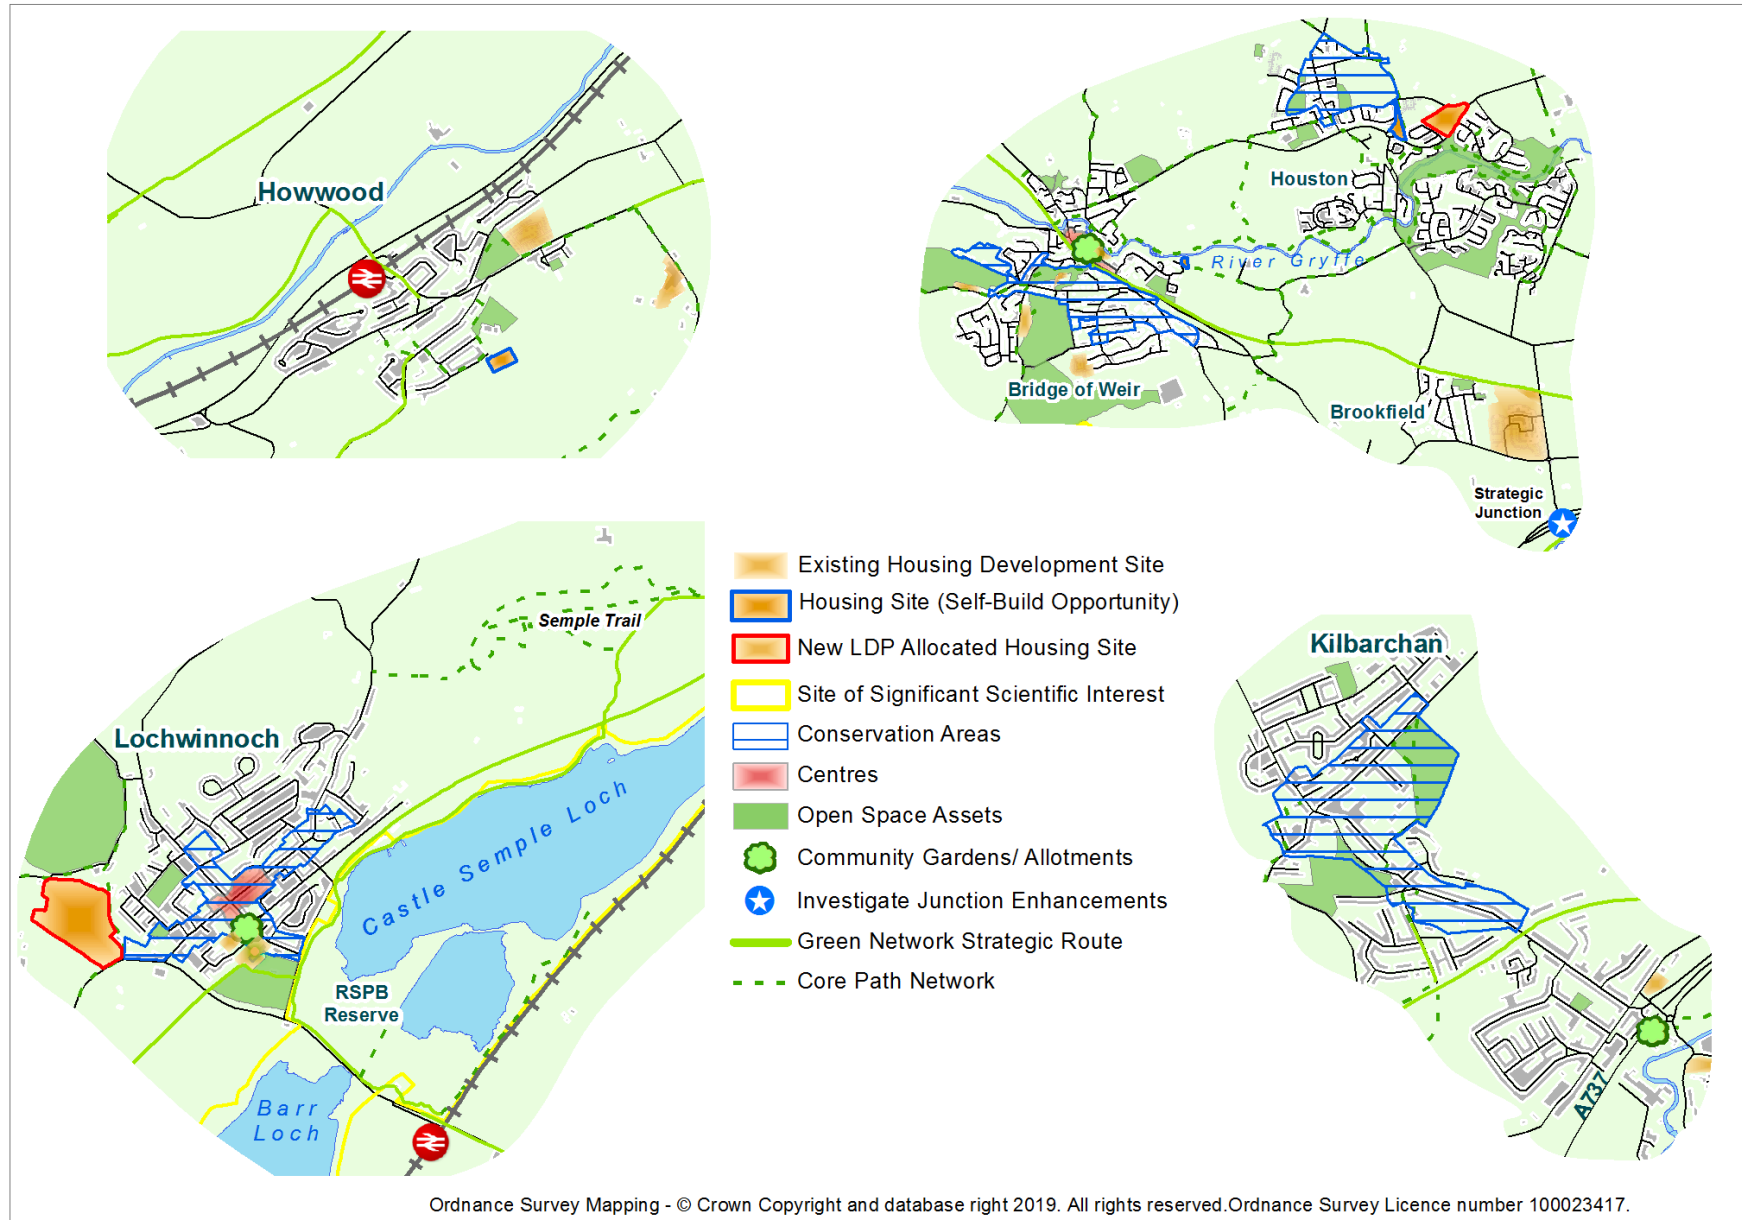 Howwood
Houston
River Gryffe
Bridge of Weir
Brookfield
Strategic
Junction
Semple Trail
Lochwinnoch
Castle Semple Loch
RSPB
Reserve
Barr
Loch
Existing Housing Development Site
Housing Site (Self-Build Opportunity)
New LDP Allocated Housing Site
Site of Significant Scientific Interest
Conservation Areas
Centres
Open Space Assets
Community Gardens/ Allotments
Investigate Junction Enhancements
Green Network Strategic Route
Core Path Network
Kilbarchan
A737
Ordnance Survey Mapping - © Crown Copyright and database right 2019. All rights reserved.Ordnance Survey Licence number 100023417.